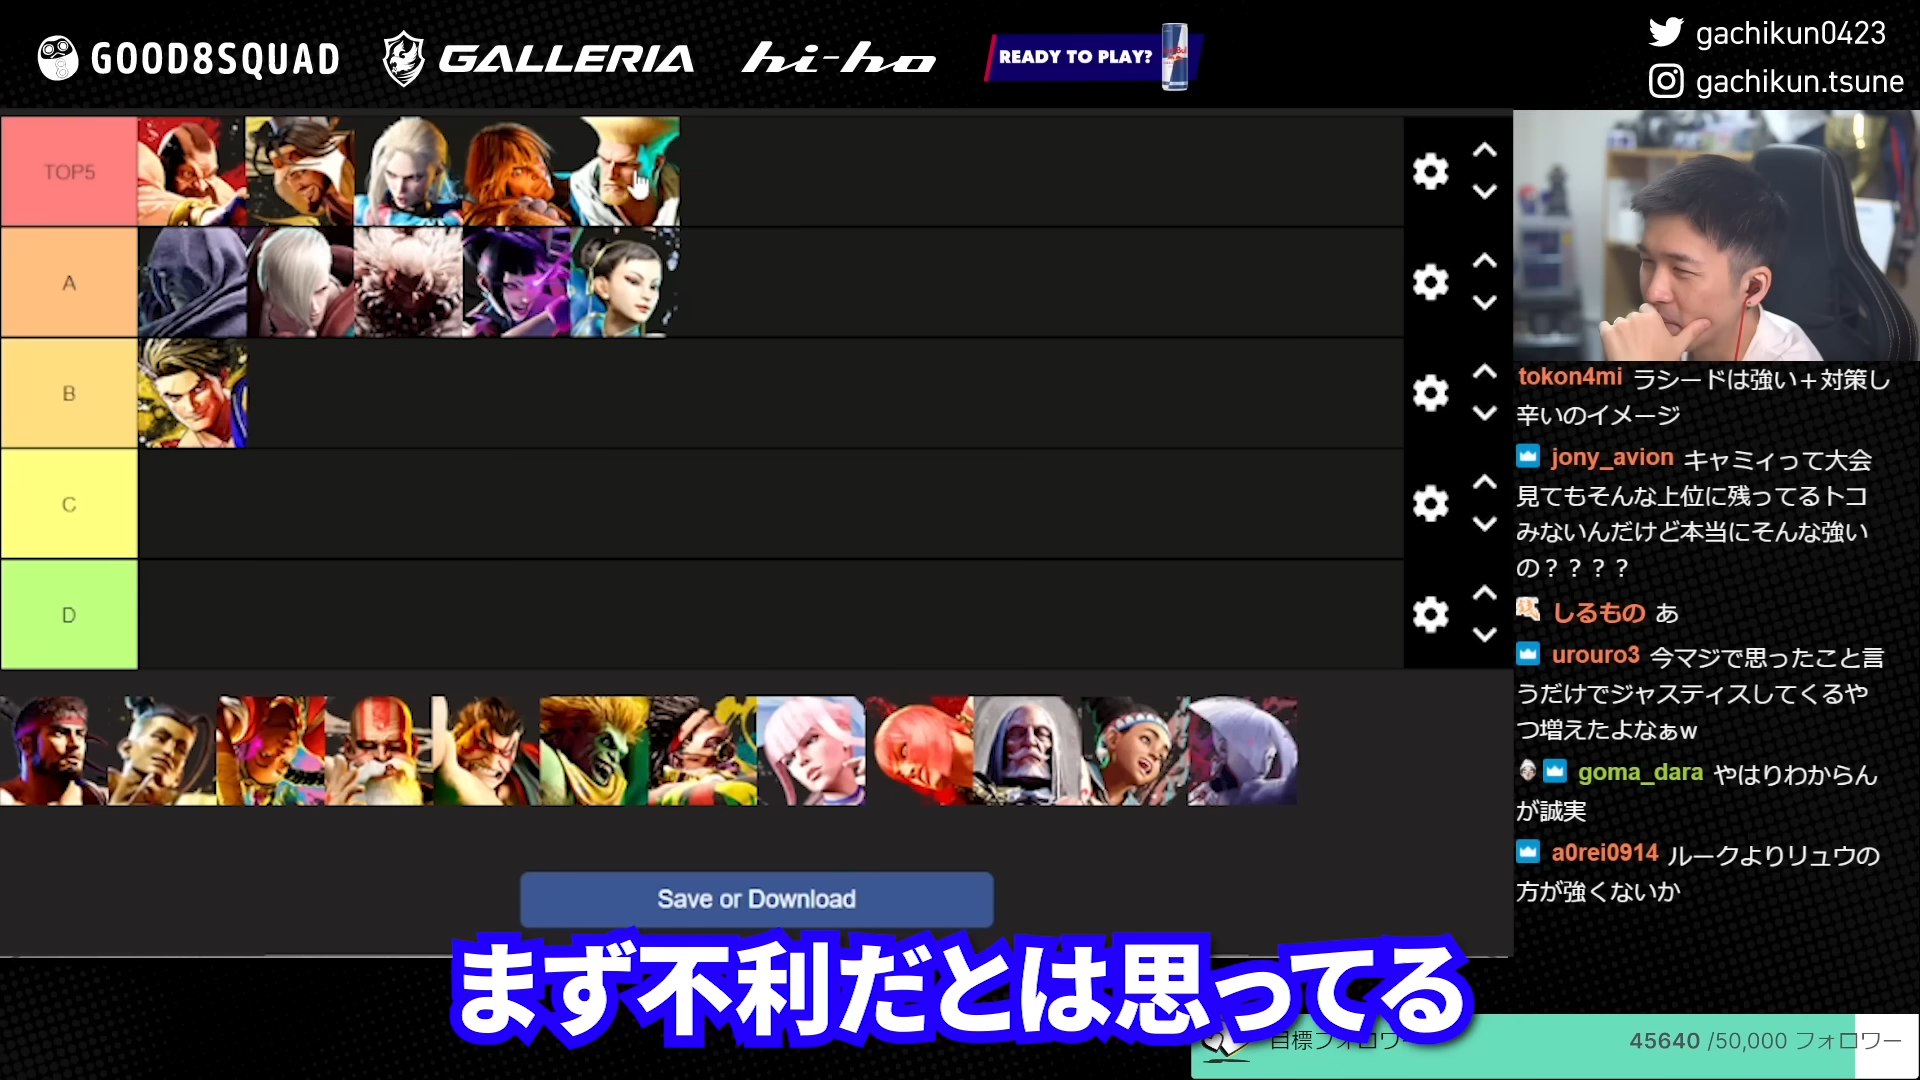 GOOD8SQUAD
GALLERIA
hi-ho
READY TO PLAY?
gachikun0423
gachikun.tsune
TOP5
A
B
C
D
tokon4mi ラシードは強い＋対策し
辛いのイメージ
jony_avion キャミィって大会
見てもそんな上位に残ってるトコ
みないんだけど本当にそんな強い
の？？？？
しるもの あ
urouro3 今マジで思ったこと言
うだけでジャスティスしてくるや
つ増えたよなぁw
goma_dara やはりわからん
が誠実
a0rei0914 ルークよりリュウの
方が強くないか
Save or Download
まず不利だとは思ってる
目標フォロワー
45640 /50,000 フォロワー